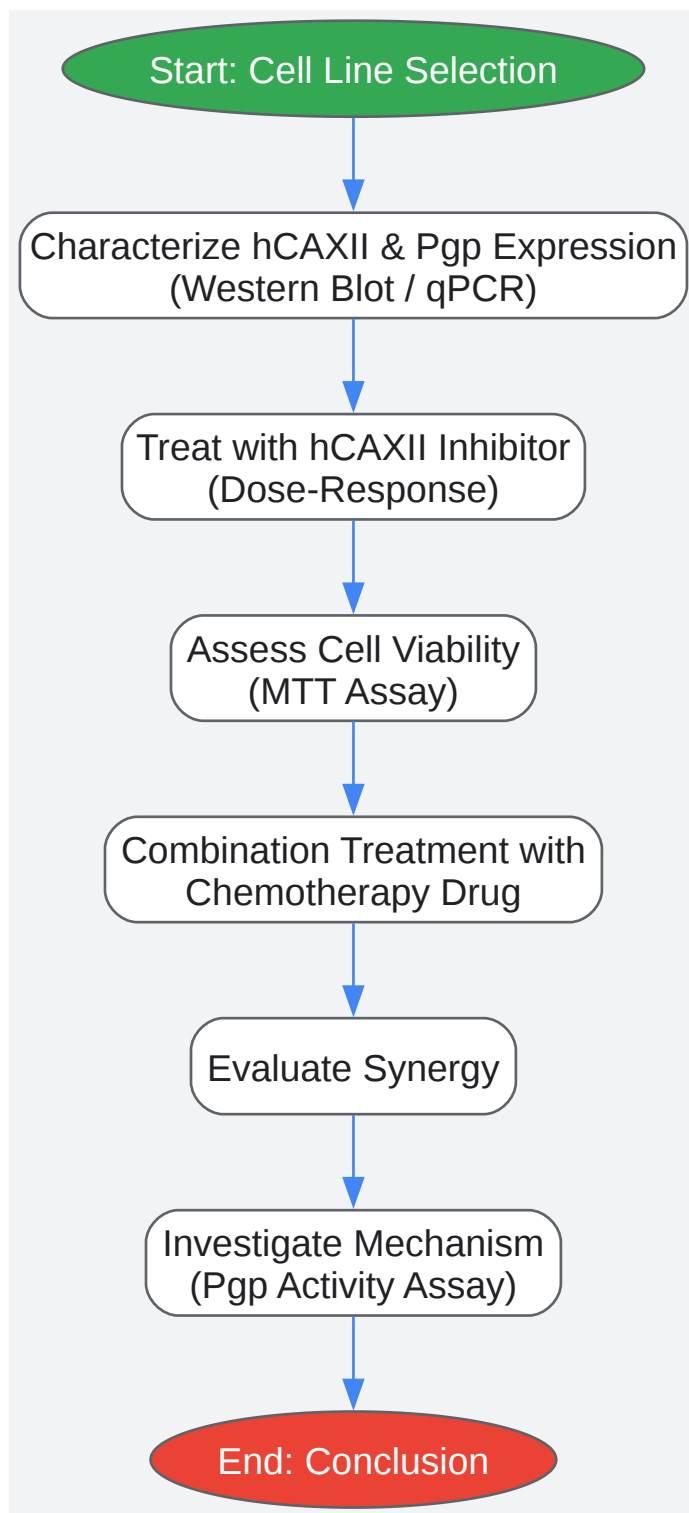 Start: Cell Line Selection
Characterize hCAXII & Pgp Expression
(Western Blot / qPCR)
Treat with hCAXII Inhibitor
(Dose-Response)
Assess Cell Viability
(MTT Assay)
Combination Treatment with
Chemotherapy Drug
Evaluate Synergy
Investigate Mechanism
(Pgp Activity Assay)
End: Conclusion